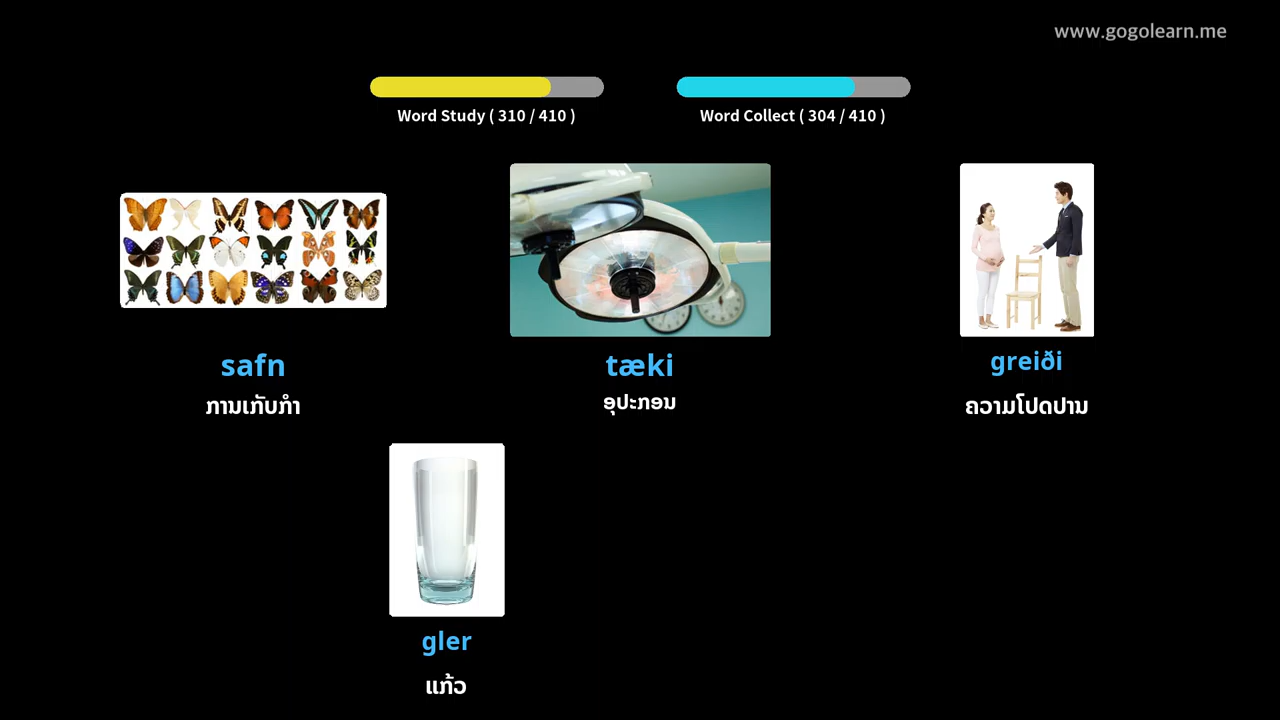 www.gogolearn.me
Word Study ( 310 / 410 )
Word Collect ( 304 / 410 )
safn
ການເກັບກຳ
tæki
ອຸປະກອນ
greiði
ຄວາມໂປດປານ
gler
ແກ້ວ